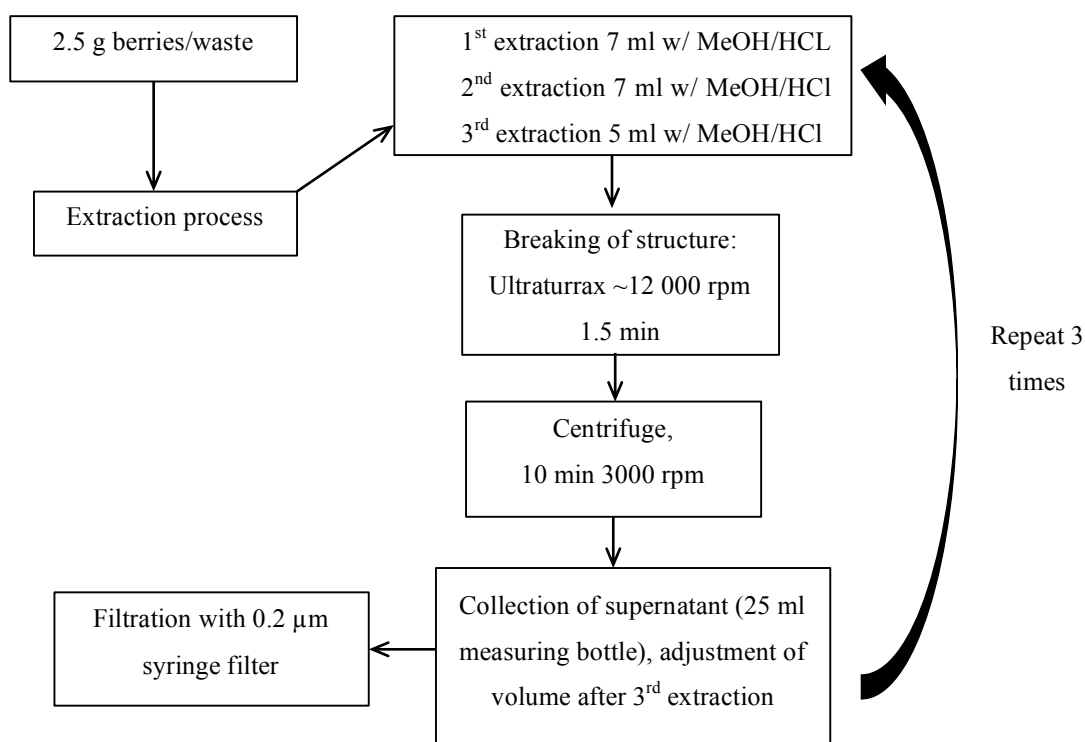 2.5 g berries/waste
Extraction process
1st extraction 7 ml w/ MeOH/HCL
2nd extraction 7 ml w/ MeOH/HCl
3rd extraction 5 ml w/ MeOH/HCl
Breaking of structure:
Ultraturrax ~12 000 rpm
1.5 min
Centrifuge,
10 min 3000 rpm
Collection of supernatant (25 ml
measuring bottle), adjustment of
volume after 3rd extraction
Repeat 3
times
Filtration with 0.2 µm
syringe filter